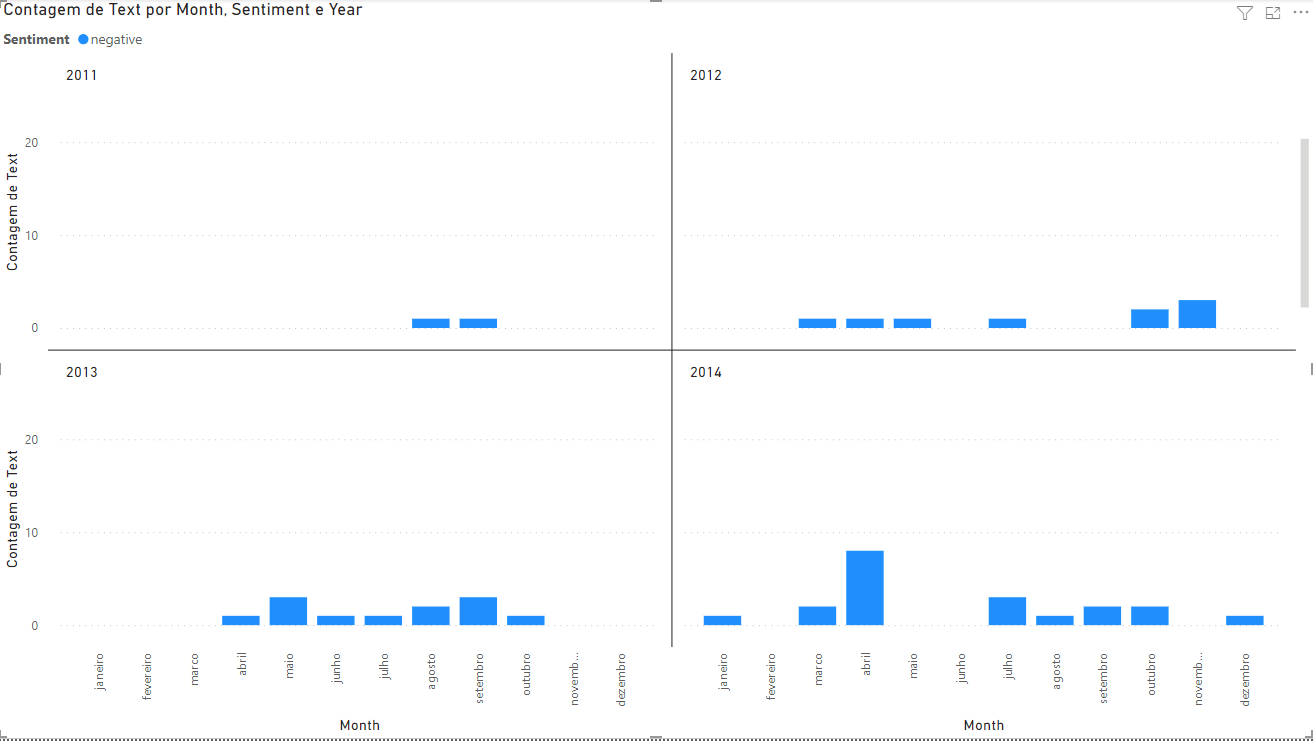 Contagem de Text por Month, Sentiment e Year
Sentiment negative
2011
2012
20
10
0
Contagem de Text
2013
2014
20
10
0
Contagem de Text
janeiro
fevereiro
marco
abril
maio
junho
julho
agosto
setembro
outubro
novemb...
dezembro
janeiro
fevereiro
marco
abril
maio
junho
julho
agosto
setembro
outubro
novemb...
dezembro
Month
Month